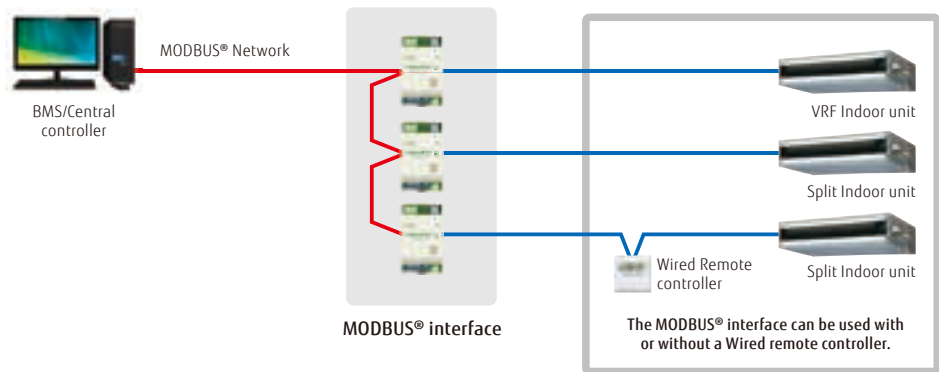 MODBUS® Network
BMS/Central
controller
VRF Indoor unit
Split Indoor unit
Wired Remote
controller
Split Indoor unit
MODBUS® interface
The MODBUS® interface can be used with
or without a Wired remote controller.